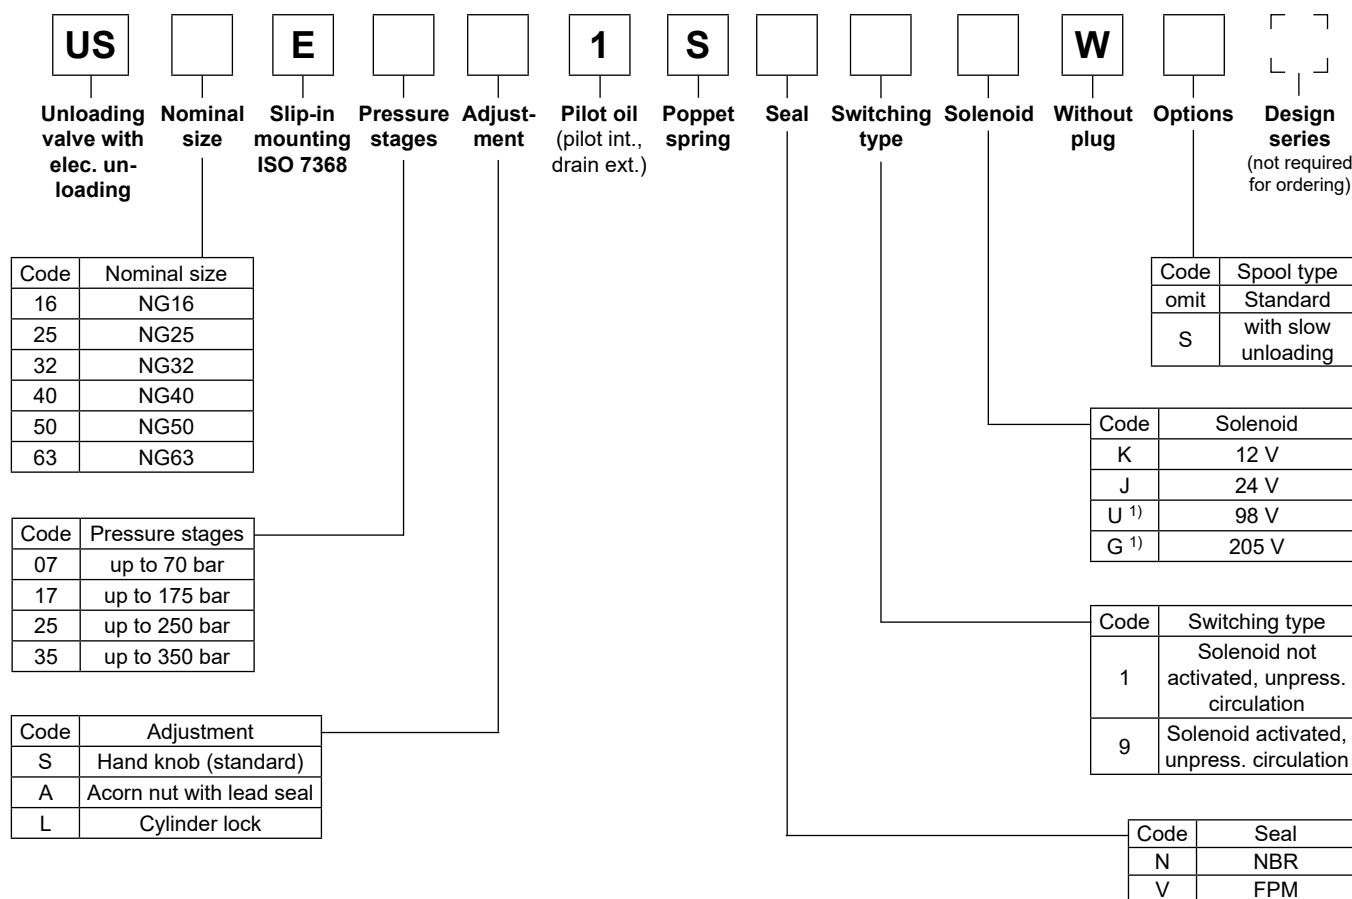 US E 1 S W
Unloading valve with elec. un-loading
Nominal size
Slip-in mounting ISO 7368
Pressure stages
Adjust-ment
Pilot oil (pilot int., drain ext.)
Poppet spring
Seal
Switching type
Solenoid
Without plug
Options
Design series (not required for ordering)
Code Nominal size
16 NG16
25 NG25
32 NG32
40 NG40
50 NG50
63 NG63
Code Pressure stages
07 up to 70 bar
17 up to 175 bar
25 up to 250 bar
35 up to 350 bar
Code Adjustment
S Hand knob (standard)
A Acorn nut with lead seal
L Cylinder lock
Code Spool type
omit Standard
S with slow unloading
Code Solenoid
K 12 V
J 24 V
U 1) 98 V
G 1) 205 V
Code Switching type
1 Solenoid not activated, unpress. circulation
9 Solenoid activated, unpress. circulation
Code Seal
N NBR
V FPM